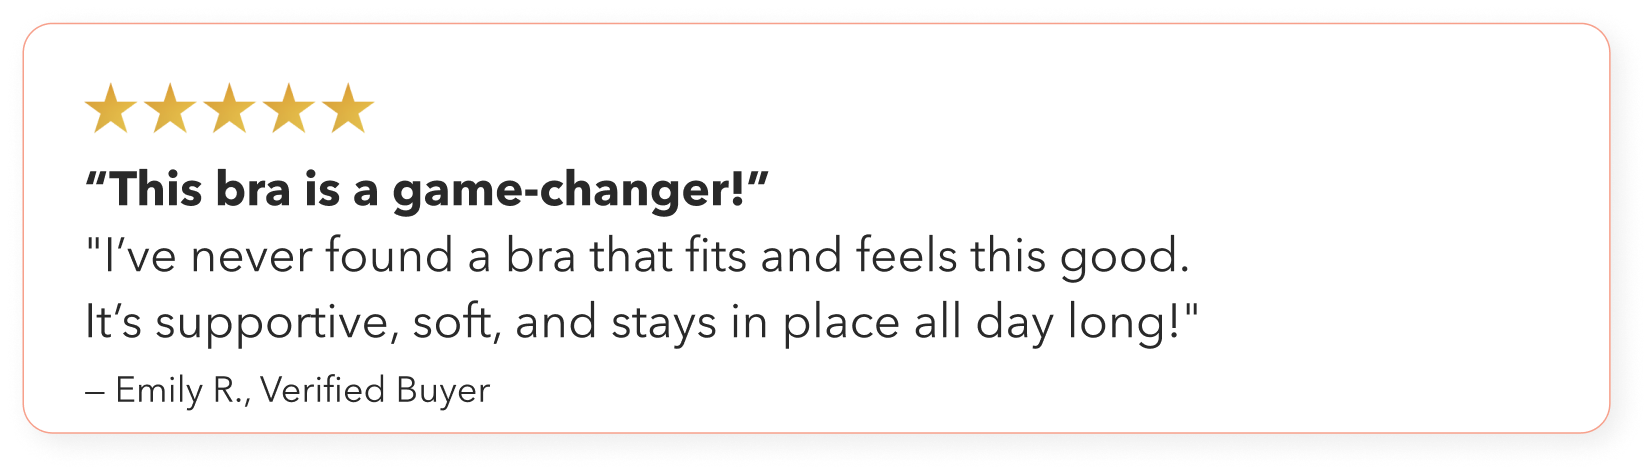 “This bra is a game-changer!”
"I’ve never found a bra that fits and feels this good.
It’s supportive, soft, and stays in place all day long!"
– Emily R., Verified Buyer